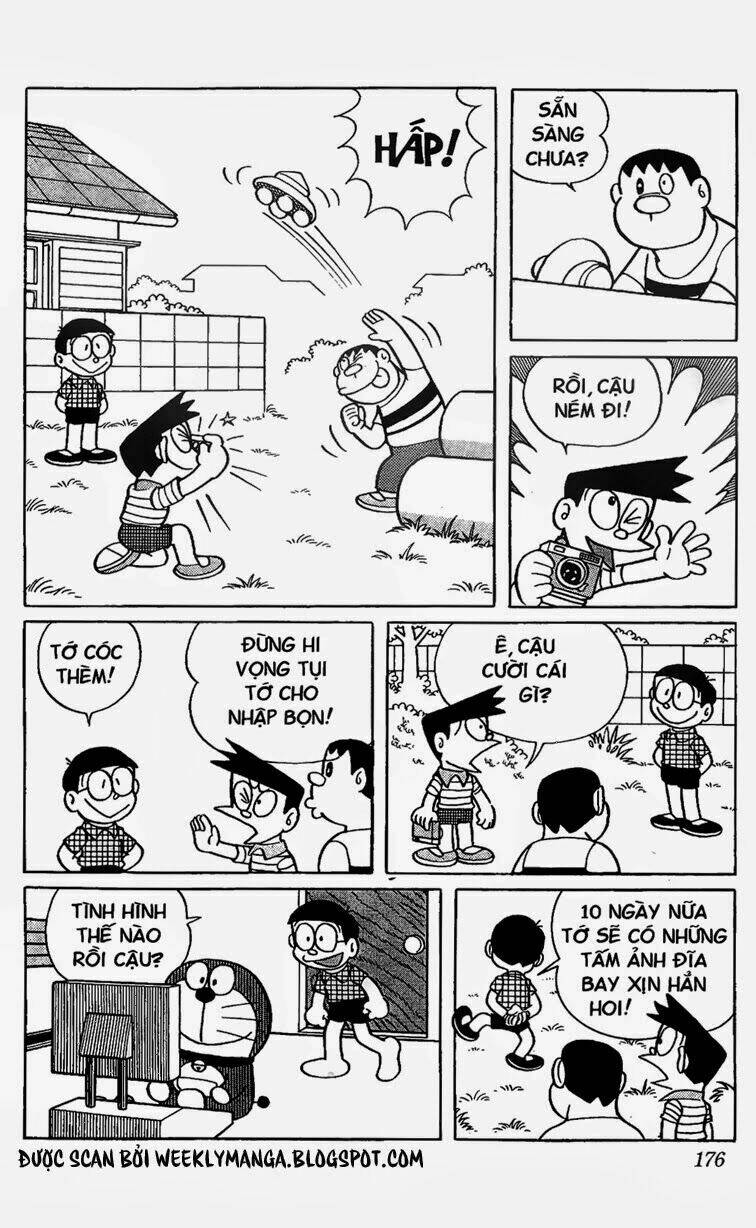 SẴN
SÀNG
CHƯA?
RỒI, CẬU
NÉM ĐI!
HẤP!
Ê, CẬU
CƯỜI CÁI
GÌ?
ĐỪNG HI
VỌNG TỤI
TỚ CHO
NHẬP BỌN!
TỚ CÓC
THÈM!
10 NGÀY NỮA
TỚ SẼ CÓ NHỮNG
TẤM ẢNH ĐĨA
BAY XỊN HẲN
HOI!
TÌNH HÌNH
THẾ NÀO
RỒI CẬU?
ĐƯỢC SCAN BỞI WEEKLYMANGA.BLOGSPOT.COM
176